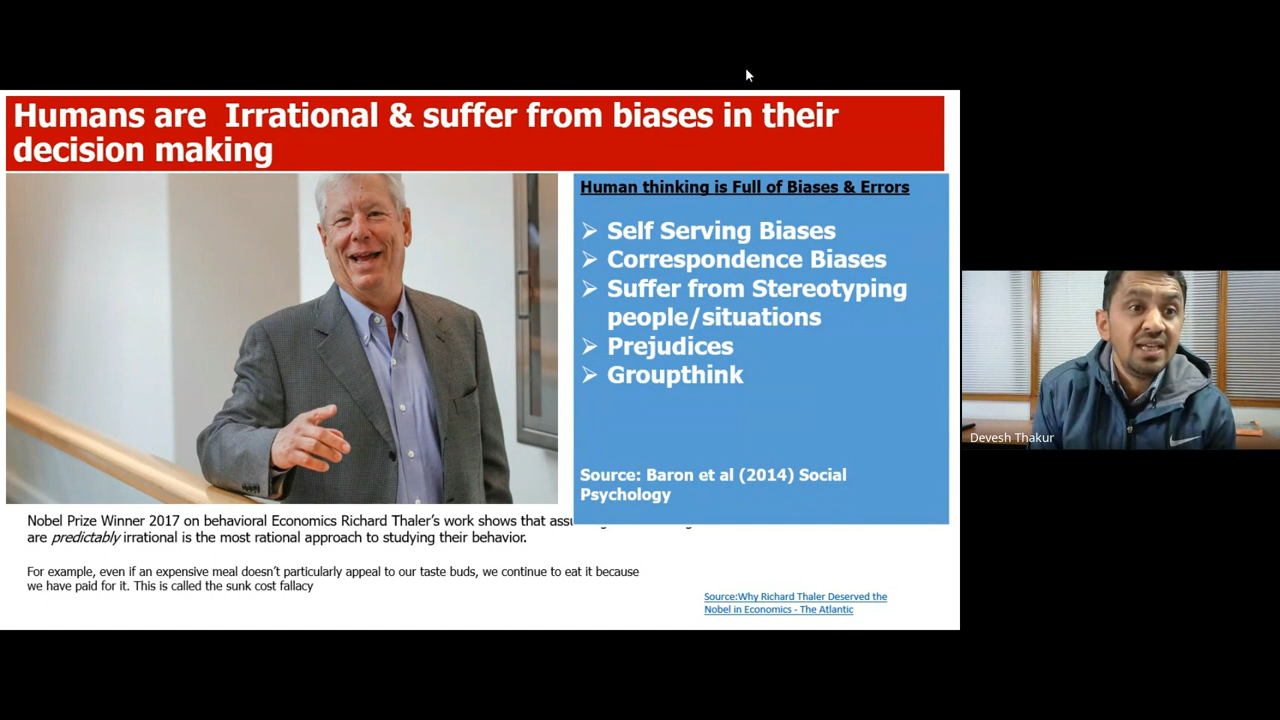 Humans are  Irrational & suffer from biases in their
decision making
Human thinking is Full of Biases & Errors
➢ Self Serving Biases
➢ Correspondence Biases
➢ Suffer from Stereotyping
people/situations
➢ Prejudices
➢ Groupthink
Source: Baron et al (2014) Social
Psychology
Nobel Prize Winner 2017 on behavioral Economics Richard Thaler’s work shows that
are predictably irrational is the most rational approach to studying their behavior.
For example, even if an expensive meal doesn’t particularly appeal to our taste buds, we continue to eat it because
we have paid for it. This is called the sunk cost fallacy
Source:Why Richard Thaler Deserved the
Nobel in Economics - The Atlantic
Devesh Thakur